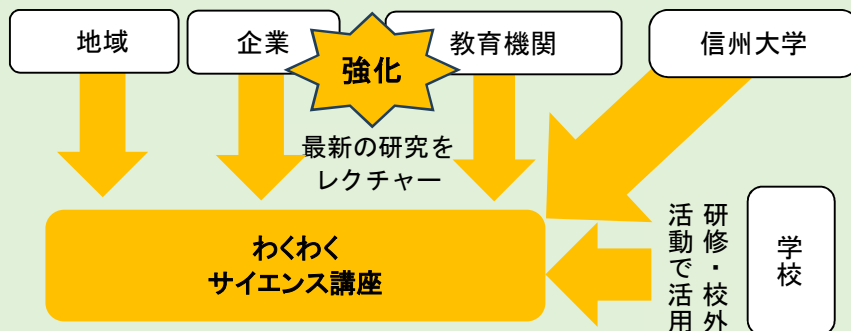 地域
企業
強化
教育機関
信州大学
最新の研究を
レクチャー
わくわく
サイエンス講座
研修・校外
活動で活用
学校